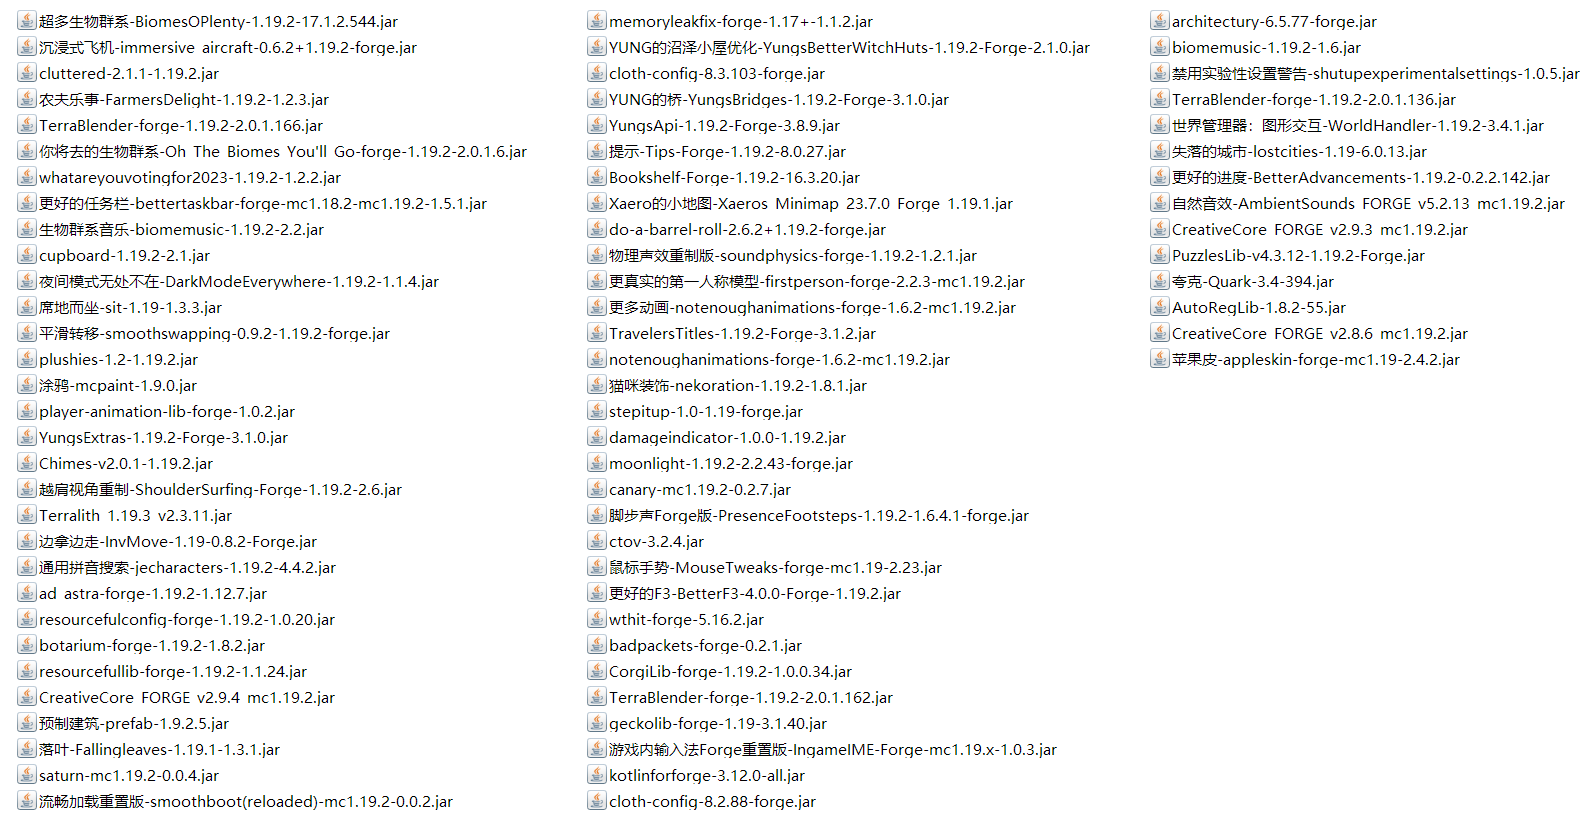 超多生物群系-BiomesOPlenty-1.19.2-17.1.2.544.jar
沉浸式飞机-immersive_aircraft-0.6.2+1.19.2-forge.jar
cluttered-2.1.1-1.19.2.jar
农夫乐事-FarmersDelight-1.19.2-1.2.3.jar
TerraBlender-forge-1.19.2-2.0.1.166.jar
你将去的生物群系-Oh_The_Biomes_You'll_Go-forge-1.19.2-2.0.1.6.jar
whatareyouvotingfor2023-1.19.2-1.2.2.jar
更好的任务栏-bettertaskbar-forge-mc1.18.2-mc1.19.2-1.5.1.jar
生物群系音乐-biomemusic-1.19.2-2.2.jar
cupboard-1.19.2-2.1.jar
夜间模式无处不在-DarkModeEverywhere-1.19.2-1.1.4.jar
席地而坐-sit-1.19-1.3.3.jar
平滑转移-smoothswapping-0.9.2-1.19.2-forge.jar
plushies-1.2-1.19.2.jar
涂鸦-mcpaint-1.9.0.jar
player-animation-lib-forge-1.0.2.jar
YungsExtras-1.19.2-Forge-3.1.0.jar
Chimes-v2.0.1-1.19.2.jar
越肩视角重制-ShoulderSurfing-Forge-1.19.2-2.6.jar
Terralith_1.19.3_v2.3.11.jar
边拿边走-InvMove-1.19-0.8.2-Forge.jar
通用拼音搜索-jecharacters-1.19.2-4.4.2.jar
ad_astra-forge-1.19.2-1.12.7.jar
resourcefulconfig-forge-1.19.2-1.0.20.jar
botarium-forge-1.19.2-1.8.2.jar
resourcefullib-forge-1.19.2-1.1.24.jar
CreativeCore_FORGE_v2.9.4_mc1.19.2.jar
预制建筑-prefab-1.9.2.5.jar
落叶-Fallingleaves-1.19.1-1.3.1.jar
saturn-mc1.19.2-0.0.4.jar
流畅加载重置版-smoothboot(reloaded)-mc1.19.2-0.0.2.jar
memoryleakfix-forge-1.17+-1.1.2.jar
YUNG的沼泽小屋优化-YungsBetterWitchHuts-1.19.2-Forge-2.1.0.jar
cloth-config-8.3.103-forge.jar
YUNG的桥-YungsBridges-1.19.2-Forge-3.1.0.jar
YungsApi-1.19.2-Forge-3.8.9.jar
提示-Tips-Forge-1.19.2-8.0.27.jar
Bookshelf-Forge-1.19.2-16.3.20.jar
Xaero的小地图-Xaeros_Minimap_23.7.0_Forge_1.19.1.jar
do-a-barrel-roll-2.6.2+1.19.2-forge.jar
物理声效重制版-soundphysics-forge-1.19.2-1.2.1.jar
更真实的第一人称模型-firstperson-forge-2.2.3-mc1.19.2.jar
更多动画-notenoughanimations-forge-1.6.2-mc1.19.2.jar
TravelersTitles-1.19.2-Forge-3.1.2.jar
notenoughanimations-forge-1.6.2-mc1.19.2.jar
猫咪装饰-nekoration-1.19.2-1.8.1.jar
stepitup-1.0-1.19-forge.jar
damageindicator-1.0.0-1.19.2.jar
moonlight-1.19.2-2.2.43-forge.jar
canary-mc1.19.2-0.2.7.jar
脚步声Forge版-PresenceFootsteps-1.19.2-1.6.4.1-forge.jar
ctov-3.2.4.jar
鼠标手势-MouseTweaks-forge-mc1.19-2.23.jar
更好的F3-BetterF3-4.0.0-Forge-1.19.2.jar
wthit-forge-5.16.2.jar
badpackets-forge-0.2.1.jar
CorgiLib-forge-1.19.2-1.0.0.34.jar
TerraBlender-forge-1.19.2-2.0.1.162.jar
geckolib-forge-1.19-3.1.40.jar
游戏内输入法Forge重置版-IngameIME-Forge-mc1.19.x-1.0.3.jar
kotlinforforge-3.12.0-all.jar
cloth-config-8.2.88-forge.jar
architectury-6.5.77-forge.jar
biomemusic-1.19.2-1.6.jar
禁用实验性设置警告-shutupexperimentalsettings-1.0.5.jar
TerraBlender-forge-1.19.2-2.0.1.136.jar
世界管理器：图形交互-WorldHandler-1.19.2-3.4.1.jar
失落的城市-lostcities-1.19-6.0.13.jar
更好的进度-BetterAdvancements-1.19.2-0.2.2.142.jar
自然音效-AmbientSounds_FORGE_v5.2.13_mc1.19.2.jar
CreativeCore_FORGE_v2.9.3_mc1.19.2.jar
PuzzlesLib-v4.3.12-1.19.2-Forge.jar
夸克-Quark-3.4-394.jar
AutoRegLib-1.8.2-55.jar
CreativeCore_FORGE_v2.8.6_mc1.19.2.jar
苹果皮-appleskin-forge-mc1.19-2.4.2.jar